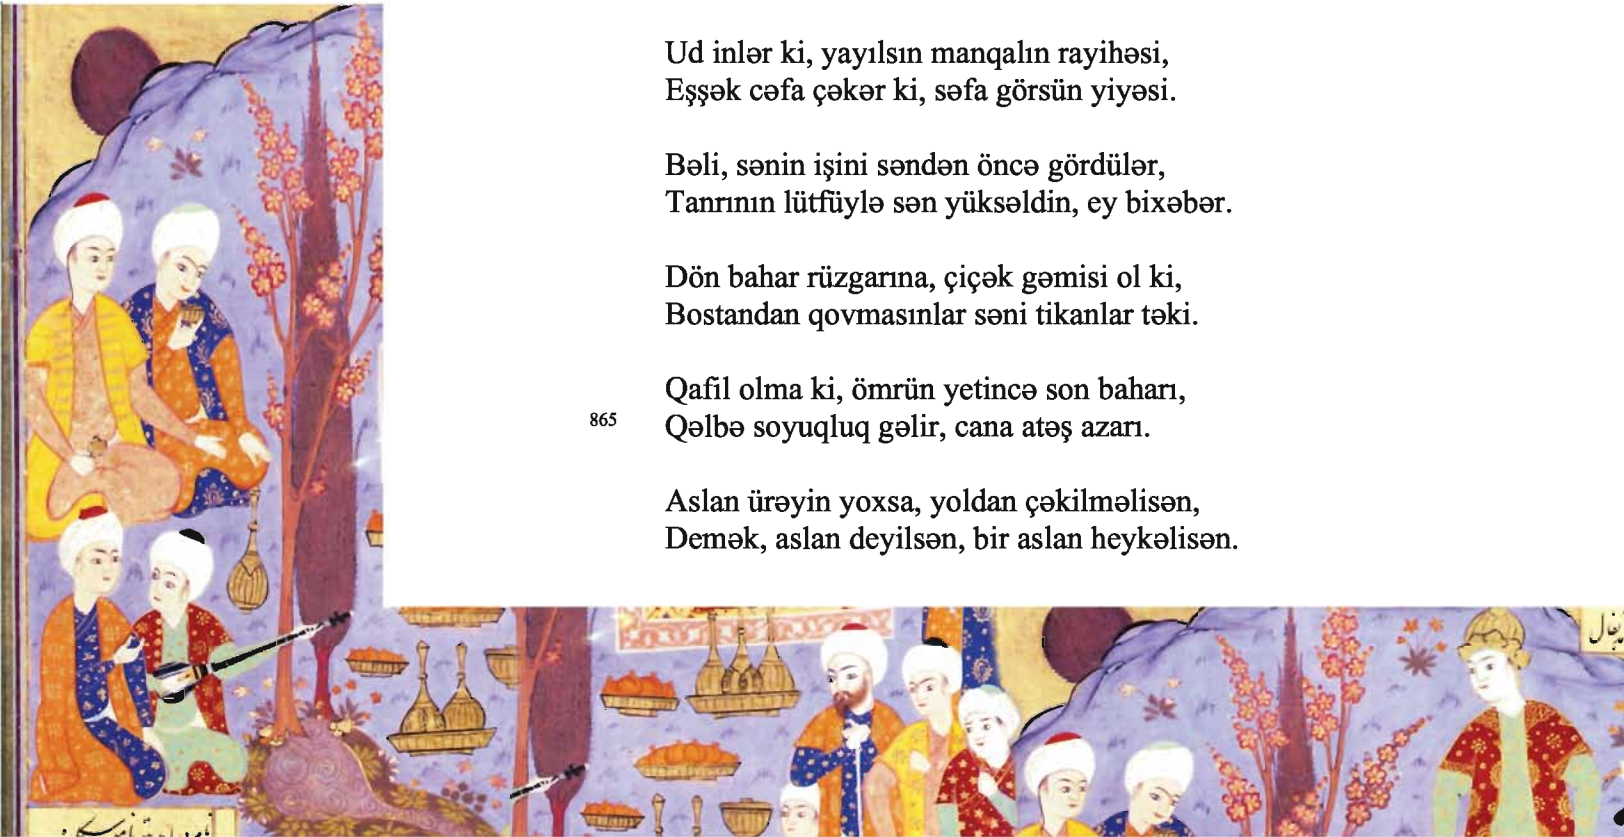 Ud inlər ki, yayılsın manqalın rayihəsi,
Eşşək cəfa çəkər ki, səfa görsün yiyəsi.
Bəli, sənin işini səndən öncə gördülər,
Tanrının lütfüylə sən yüksəldin, ey bixəbər.
Dön bahar rüzgarına, çiçək gəmisi ol ki,
Bostandan qovmasınlar səni tikanlar təki.
Qafil olma ki, ömrün yetincə son baharı,
865 Qəlbə soyuqluq gəlir, cana atəş azarı.
Aslan ürəyin yoxsa, yoldan çəkilməlisən,
Demək, aslan deyilsən, bir aslan heykəlisən.